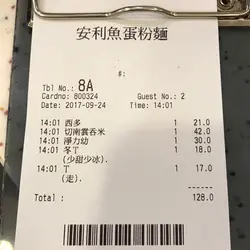 安利魚蛋粉麵
#:
Tbl No.: 8A
Cardno: 800324 Guest No.: 2
Date: 2017-09-24 Time: 14:01
14:01 西多 1 21.0
14:01 切南雲吞米 1 42.0
14:01 淨力幼 1 30.0
14:01 冬T 1 18.0
(少甜少冰).
14:01 T 1 17.0
(走).
Total : 128.0